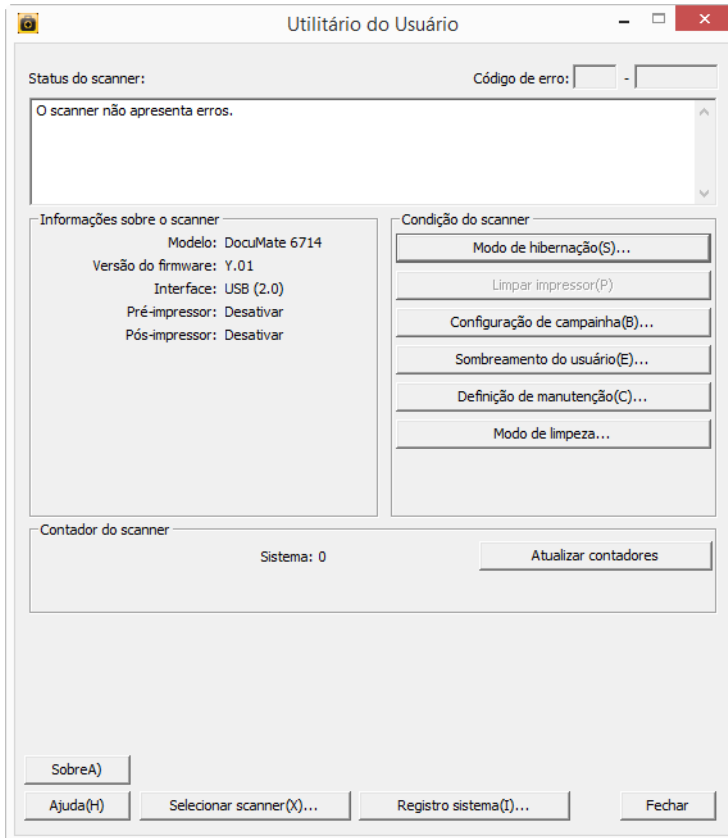 Utilitário do Usuário
Status do scanner:
Código de erro: -
O scanner não apresenta erros.
Informações sobre o scanner
Modelo: DocuMate 6714
Versão do firmware: Y.01
Interface: USB (2.0)
Pré-impressor: Desativar
Pós-impressor: Desativar
Condição do scanner
Modo de hibernação(S)...
Limpar impressor(P)
Configuração de campainha(B)...
Sombreamento do usuário(E)...
Definição de manutenção(C)...
Modo de limpeza...
Contador do scanner
Sistema: 0
Atualizar contadores
SobreA)
Ajuda(H)
Selecionar scanner(X)...
Registro sistema(I)...
Fechar